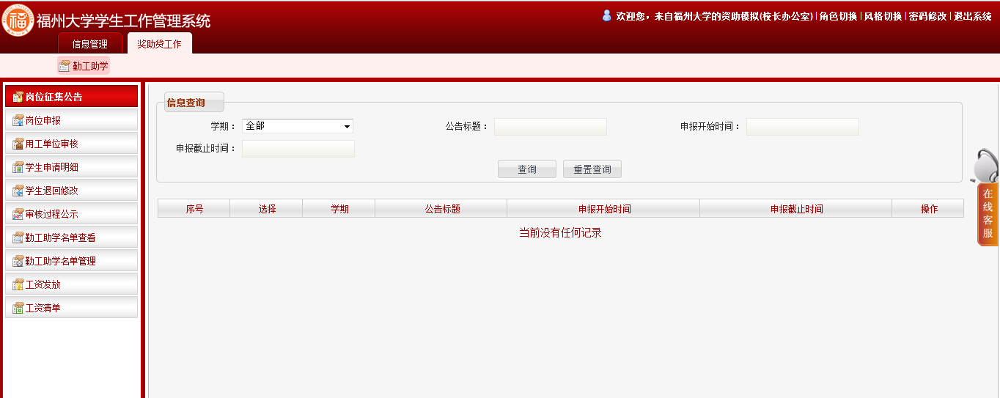 福州大学学生工作管理系统
欢迎您，来自福州大学的资助模拟(校长办公室) | 角色切换 | 风格切换 | 密码修改 | 退出系统
信息管理 奖助贷工作
勤工助学
岗位征集公告
岗位申报
用工单位审核
学生申请明细
学生退回修改
审核过程公示
勤工助学名单查看
勤工助学名单管理
工资发放
工资清单
信息查询
学期： 全部 公告标题： 申报开始时间：
申报截止时间：
查询 重置查询
序号 选择 学期 公告标题 申报开始时间 申报截止时间 操作
当前没有任何记录
在线客服